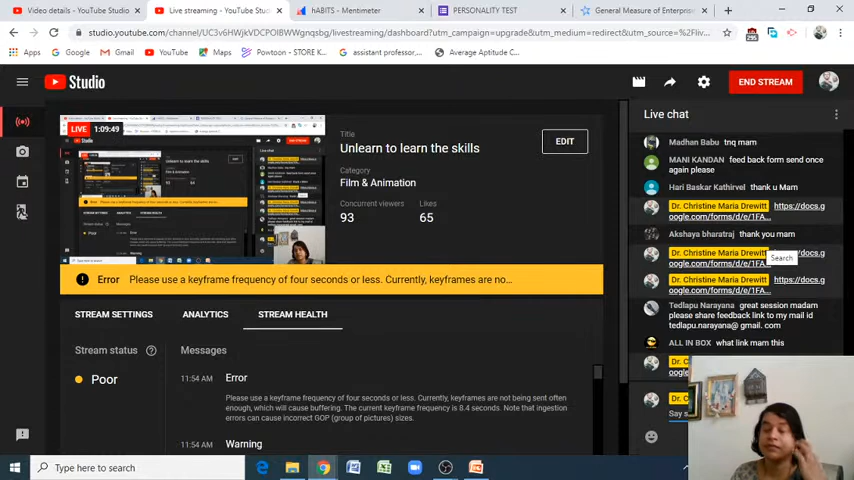 Video details - YouTube Studio
Live streaming - YouTube Stu
hABITS - Mentimeter
PERSONALITY TEST
General Measure of Enterprise
studio.youtube.com/channel/UC3v6HWjkVDCPOIBWWgnqsbg/livestreaming/dashboard?utm_campaign=upgrade&utm_medium=redirect&utm_source=%2Fliv...
295
Apps
Google
Gmail
YouTube
Maps
Powtoon - STORE K...
assistant professor,...
Average Aptitude C...
Studio
END STREAM
LIVE
1:09:49
Title
Unlearn to learn the skills
EDIT
Category
Film & Animation
Concurrent viewers
Likes
93
65
Error Please use a keyframe frequency of four seconds or less. Currently, keyframes are no...
STREAM SETTINGS
ANALYTICS
STREAM HEALTH
Stream status
Messages
Poor
11:54 AM
Error
Please use a keyframe frequency of four seconds or less. Currently, keyframes are not being sent often
enough, which will cause buffering. The current keyframe frequency is 8.4 seconds. Note that ingestion
errors can cause incorrect GOP (group of pictures) sizes.
11:54 AM
Warning
Live chat
Madhan Babu tnq mam
MANI KANDAN feed back form send once
again please
Hari Baskar Kathirvel thank u Mam
Dr. Christine Maria Drewitt https://docs.g
oogle.com/forms/d/e/1FA...
Akshaya bharatraj thank you mam
Dr. Christine Maria Drewitt /docs.g
oogle.com/forms/d/e/1FA...
Search
Dr. Christine Maria Drewitt https://docs.g
oogle.com/forms/d/e/1FA...
Tedlapu Narayana great session madam
please share feedback link to my mail id
tedlapu.narayana@ gmail. com
ALL IN BOX what link mam this
Dr. C
oogle
Dr. C
Say s
Type here to search